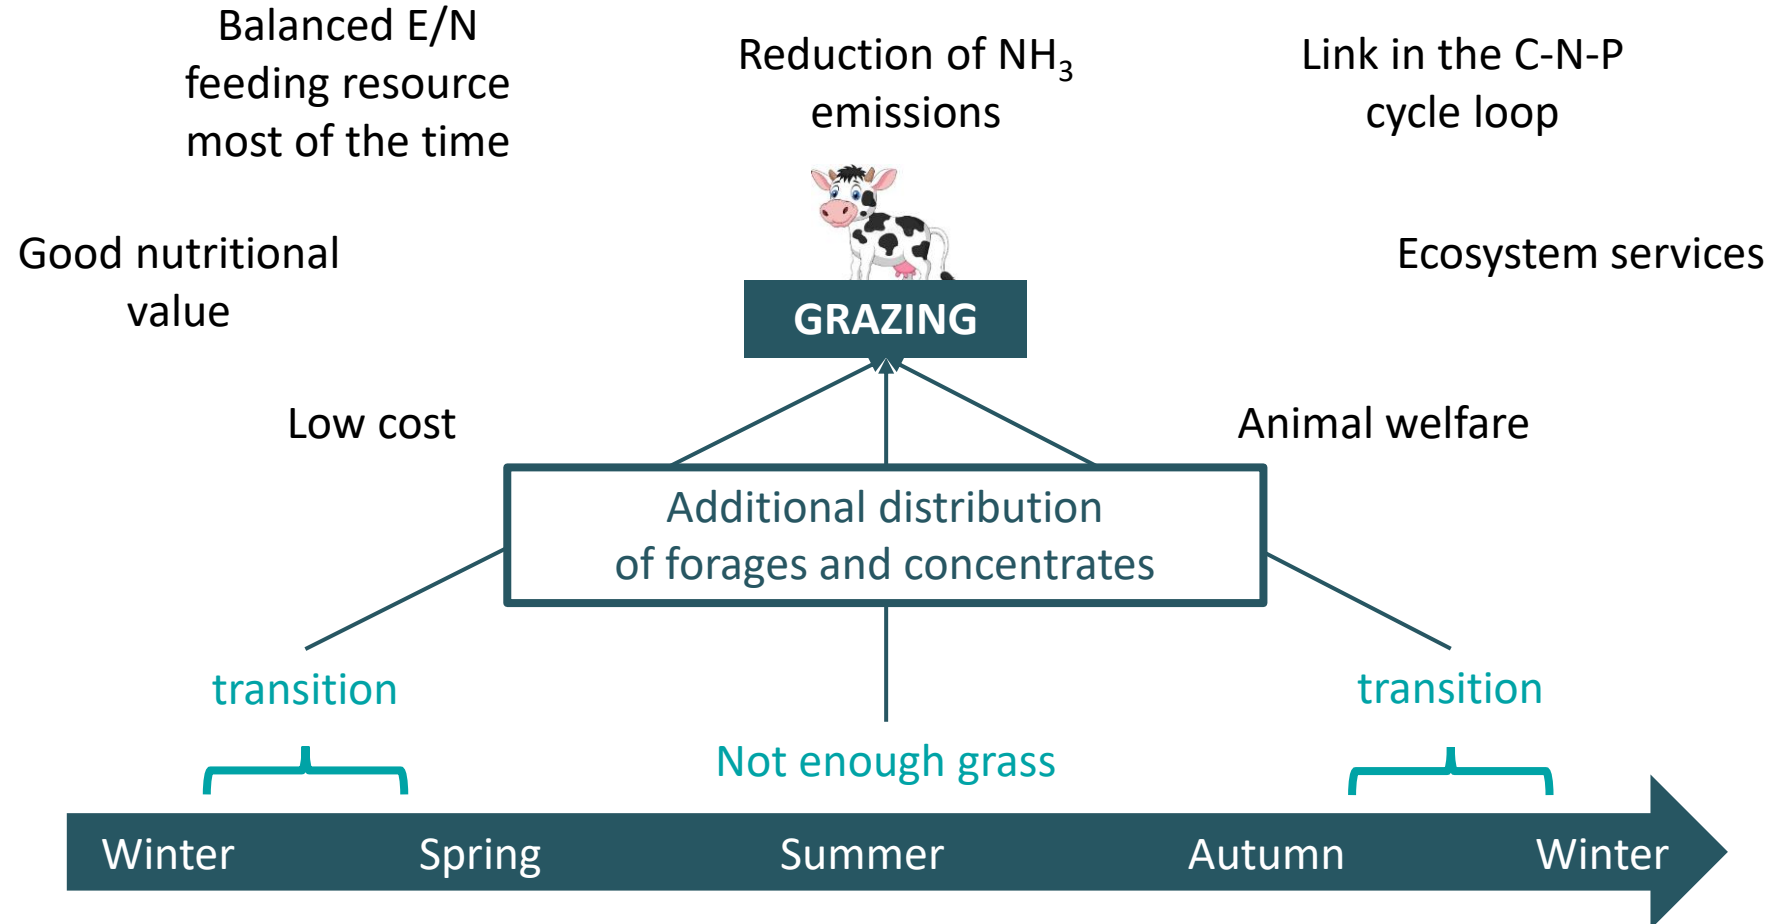 Balanced E/N
feeding resource
most of the time
Reduction of NH₃
emissions
Link in the C-N-P
cycle loop
Good nutritional
value
Ecosystem services
GRAZING
Low cost
Animal welfare
Additional distribution
of forages and concentrates
transition
transition
Not enough grass
Winter
Spring
Summer
Autumn
Winter